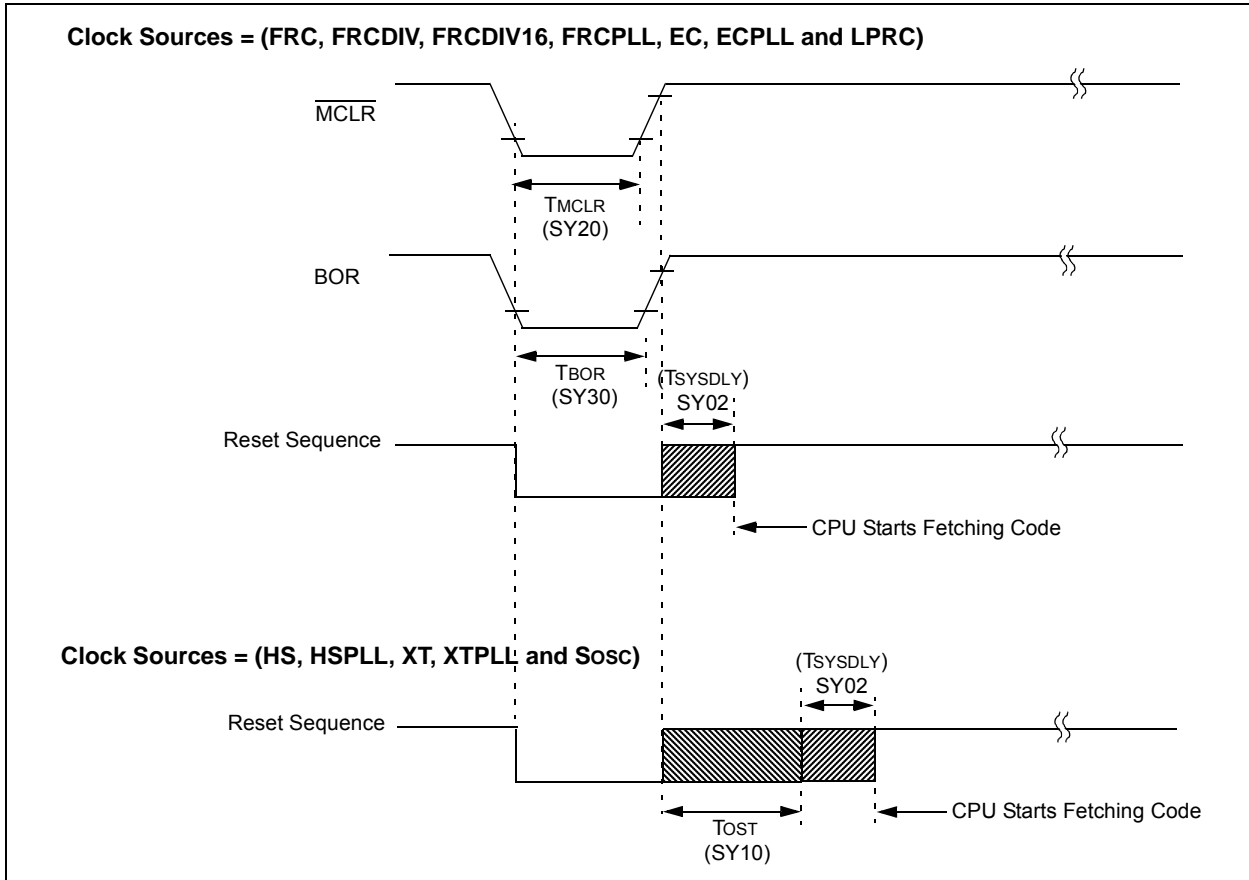 Clock Sources = (FRC, FRCDIV, FRCDIV16, FRCPLL, EC, ECPLL and LPRC)
MCLR
TMCLR
(SY20)
BOR
TBOR
(SY30)
(TSYSDLY)
SY02
Reset Sequence
CPU Starts Fetching Code
Clock Sources = (HS, HSPLL, XT, XTPLL and SOSC)
(TSYSDLY)
SY02
Reset Sequence
CPU Starts Fetching Code
TOST
(SY10)